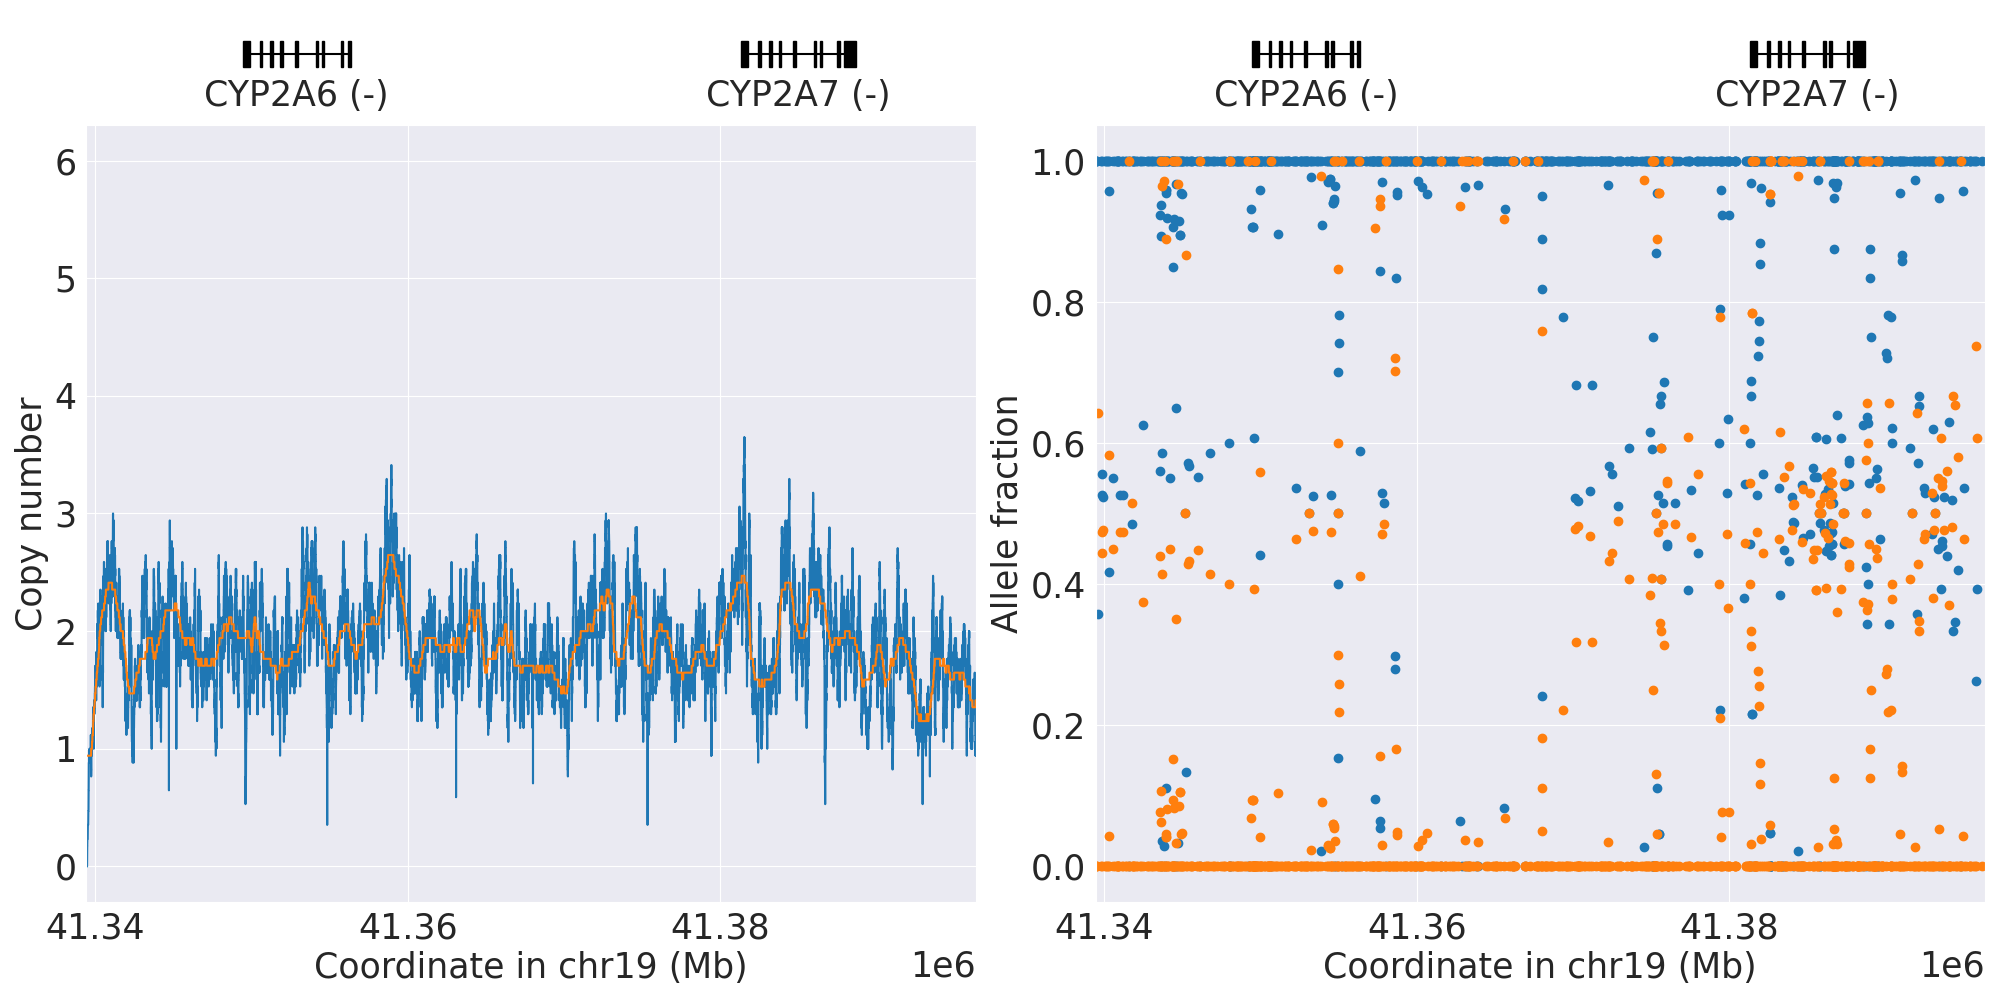 CYP2A6 (-)
CYP2A7 (-)
6
5
4
3
2
1
0
Copy number
41.34
41.36
41.38
Coordinate in chr19 (Mb)
1e6
CYP2A6 (-)
CYP2A7 (-)
1.0
0.8
0.6
0.4
0.2
0.0
Allele fraction
41.34
41.36
41.38
Coordinate in chr19 (Mb)
1e6